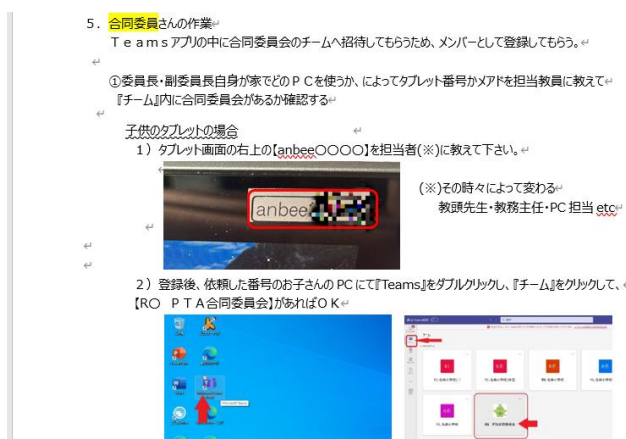 5．合同委員さんの作業
Ｔｅａｍｓアプリの中に合同委員会のチームへ招待してもらうため、メンバーとして登録してもらう。
①委員長・副委員長自身が家でどのＰＣを使うか、によってタブレット番号かメアドを担当教員に教えて
『チーム』内に合同委員会があるか確認する
子供のタブレットの場合
１）タブレット画面の右上の【anbee〇〇〇〇】を担当者(※)に教えて下さい。
anbee
(※)その時々によって変わる
教頭先生・教務主任・PC 担当 etc
２）登録後、依頼した番号のお子さんの PC にて『Teams』をダブルクリックし、『チーム』をクリックして、
【RO　ＰＴＡ合同委員会】があればＯＫ